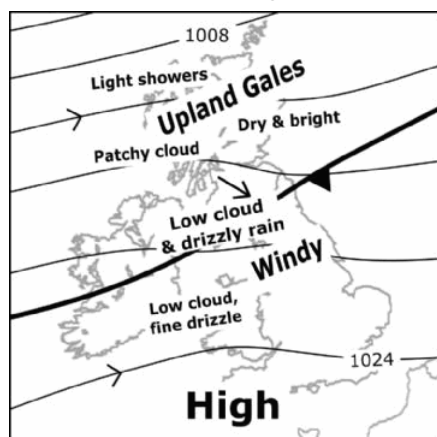 1008
Light showers
Upland Gales
Dry & bright
Patchy cloud
Low cloud
& drizzly rain
Windy
Low cloud,
fine drizzle
1024
High